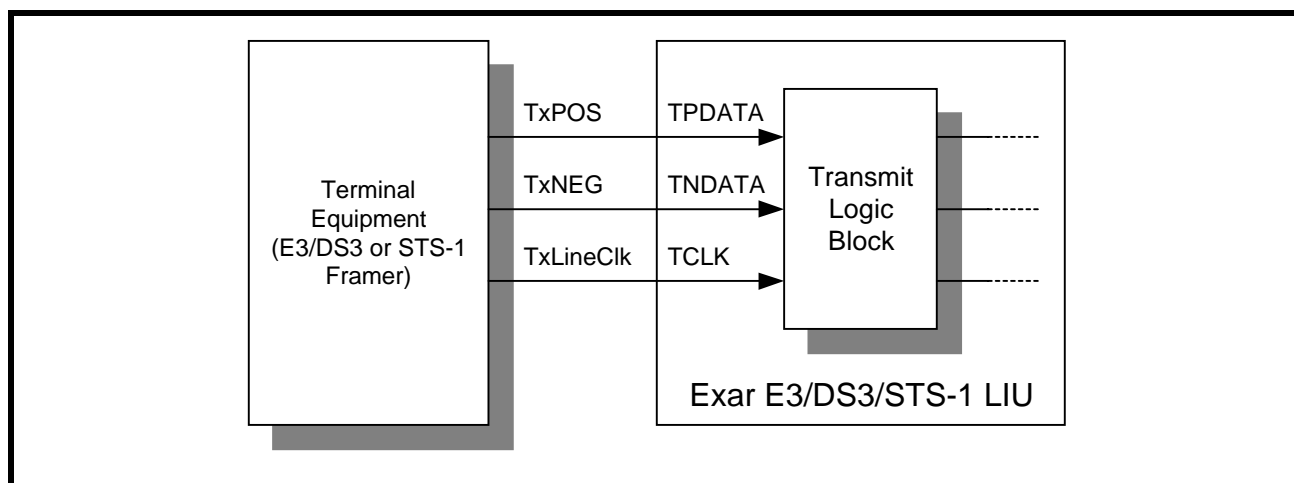 TxPOS TPDATA
TxNEG TNDATA
TxLineClk TCLK
Terminal
Equipment
(E3/DS3 or STS-1
Framer)
Transmit
Logic
Block
Exar E3/DS3/STS-1 LIU